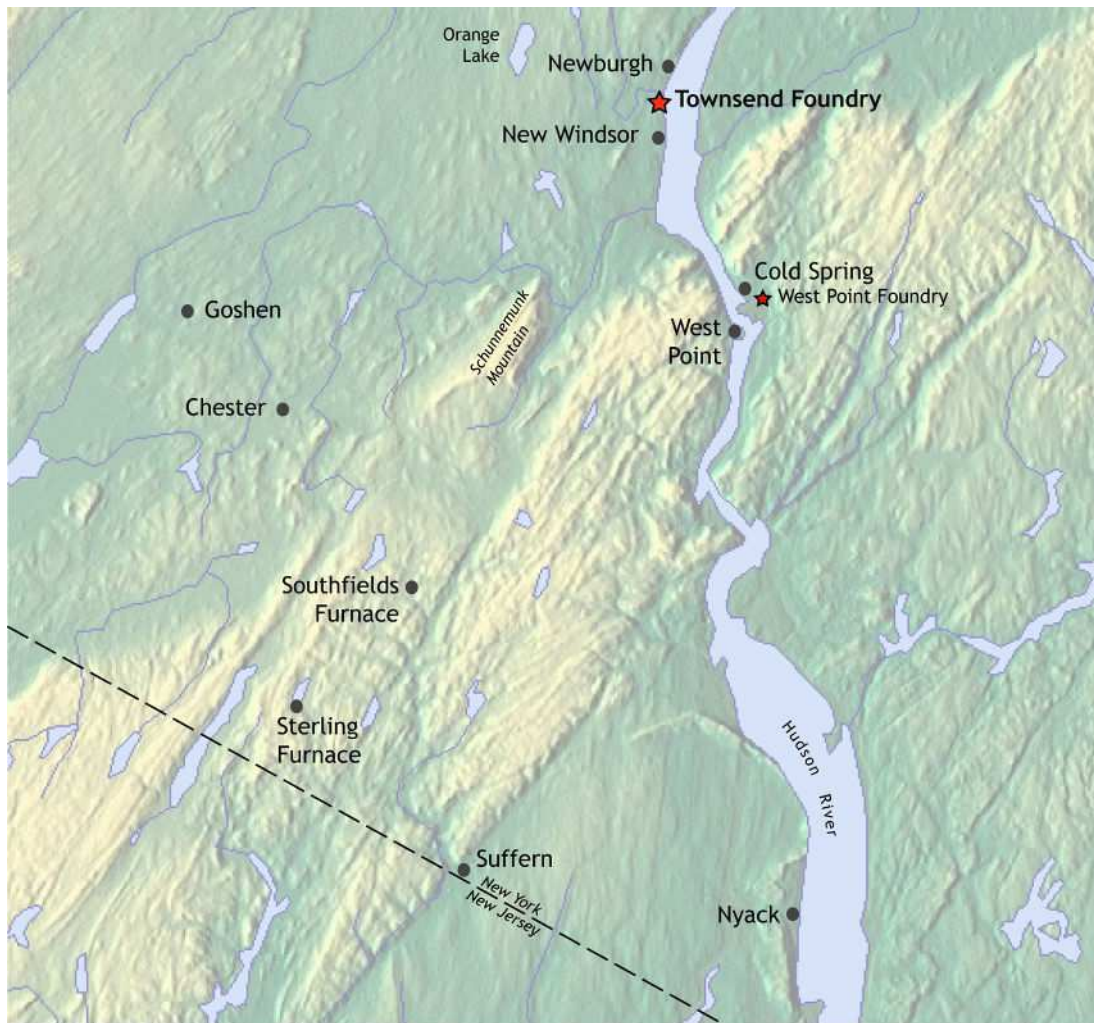 Orange
Lake
Newburgh
Townsend Foundry
New Windsor
Cold Spring
West Point Foundry
Goshen
West
Point
Schunnemunk
Mountain
Chester
Southfields
Furnace
Sterling
Furnace
Hudson River
Suffern
New York
New Jersey
Nyack